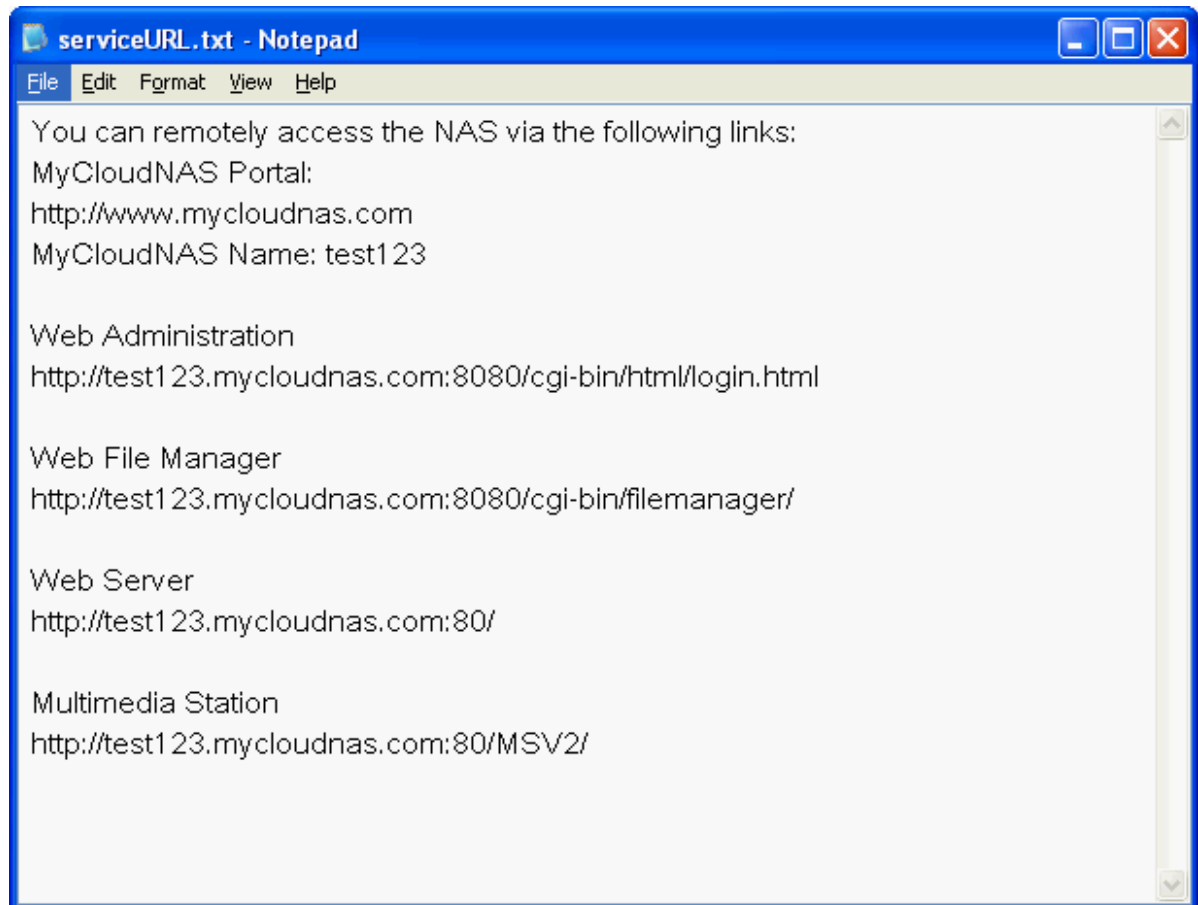 serviceURL.txt - Notepad
File Edit Format View Help
You can remotely access the NAS via the following links:
MyCloudNAS Portal:
http://www.mycloudnas.com
MyCloudNAS Name: test123
Web Administration
http://test123.mycloudnas.com:8080/cgi-bin/html/login.html
Web File Manager
http://test123.mycloudnas.com:8080/cgi-bin/filemanager/
Web Server
http://test123.mycloudnas.com:80/
Multimedia Station
http://test123.mycloudnas.com:80/MSV2/